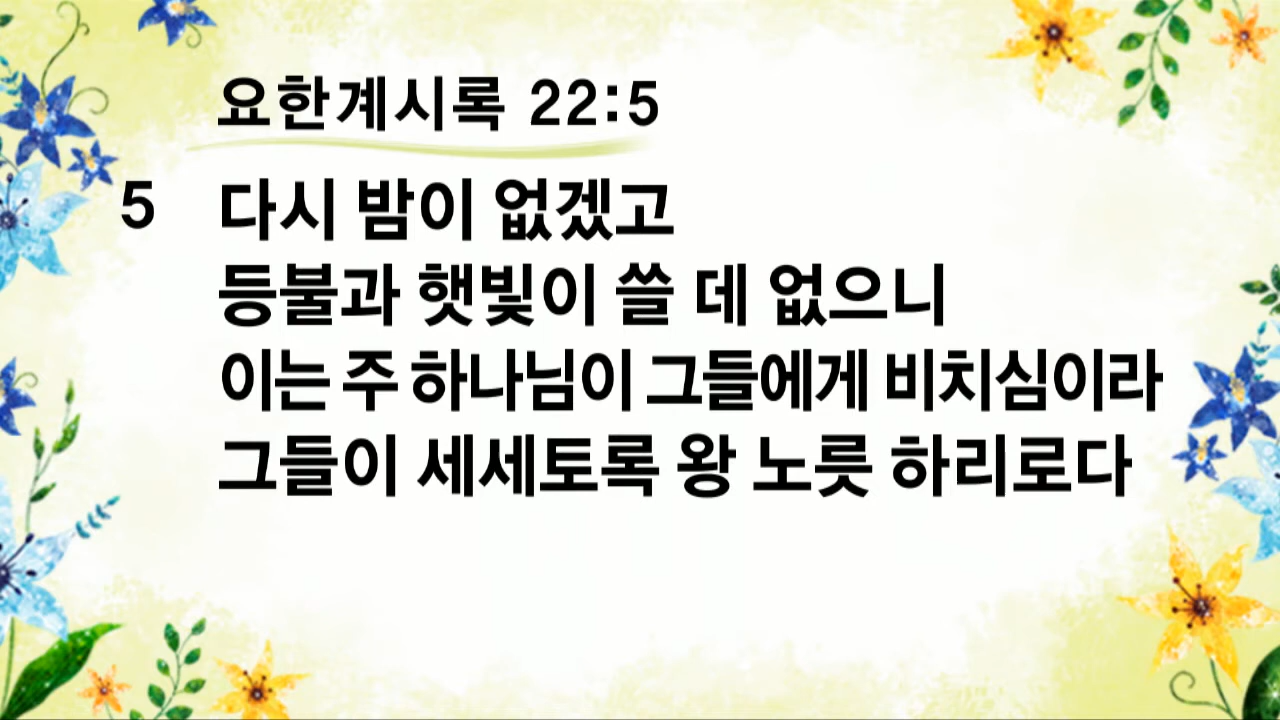 요한계시록 22:5
5 다시 밤이 없겠고
등불과 햇빛이 쓸 데 없으니
이는 주 하나님이 그들에게 비치심이라
그들이 세세토록 왕 노릇 하리로다